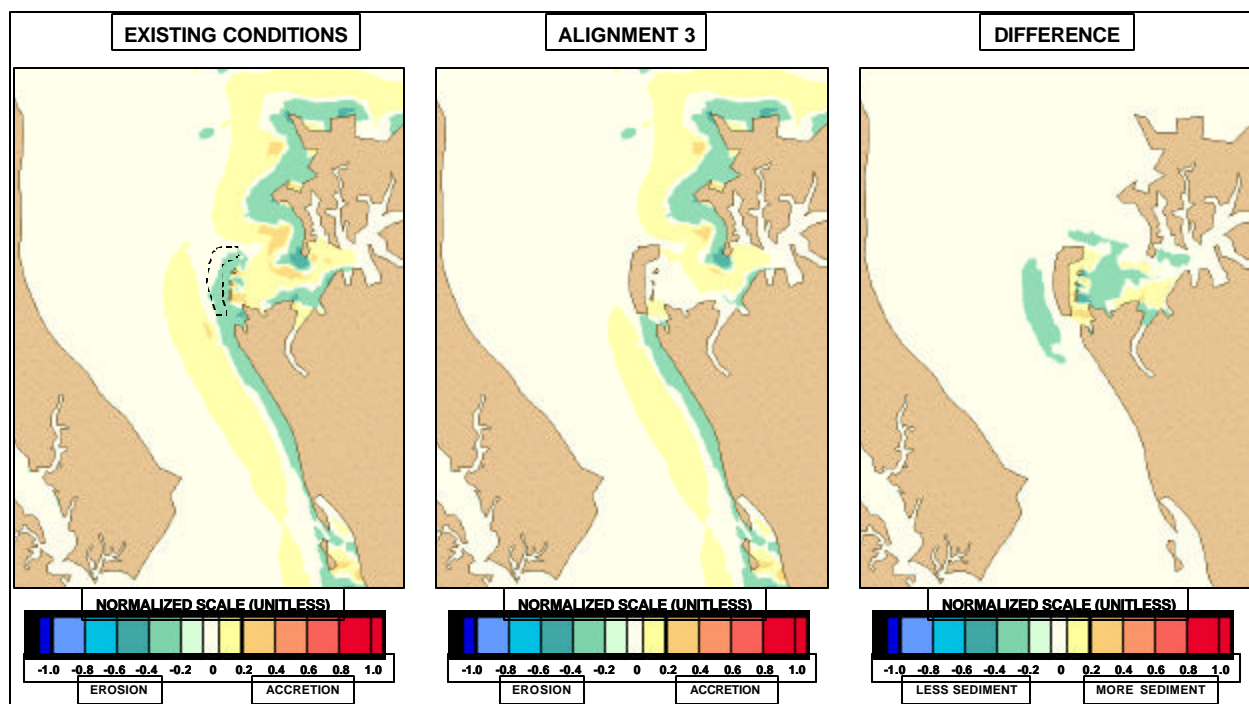 EXISTING CONDITIONS
ALIGNMENT 3
DIFFERENCE
NORMALIZED SCALE (UNITLESS)
-1.0 -0.8 -0.6 -0.4 -0.2 0 0.2 0.4 0.6 0.8 1.0
EROSION ACCRETION
NORMALIZED SCALE (UNITLESS)
-1.0 -0.8 -0.6 -0.4 -0.2 0 0.2 0.4 0.6 0.8 1.0
EROSION ACCRETION
NORMALIZED SCALE (UNITLESS)
-1.0 -0.8 -0.6 -0.4 -0.2 0 0.2 0.4 0.6 0.8 1.0
LESS SEDIMENT MORE SEDIMENT